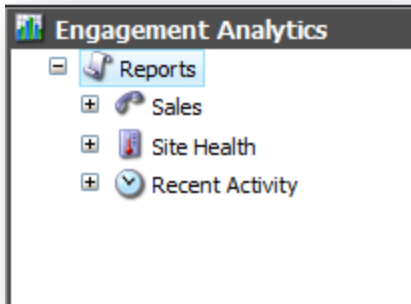 Engagement Analytics
Reports
Sales
Site Health
Recent Activity